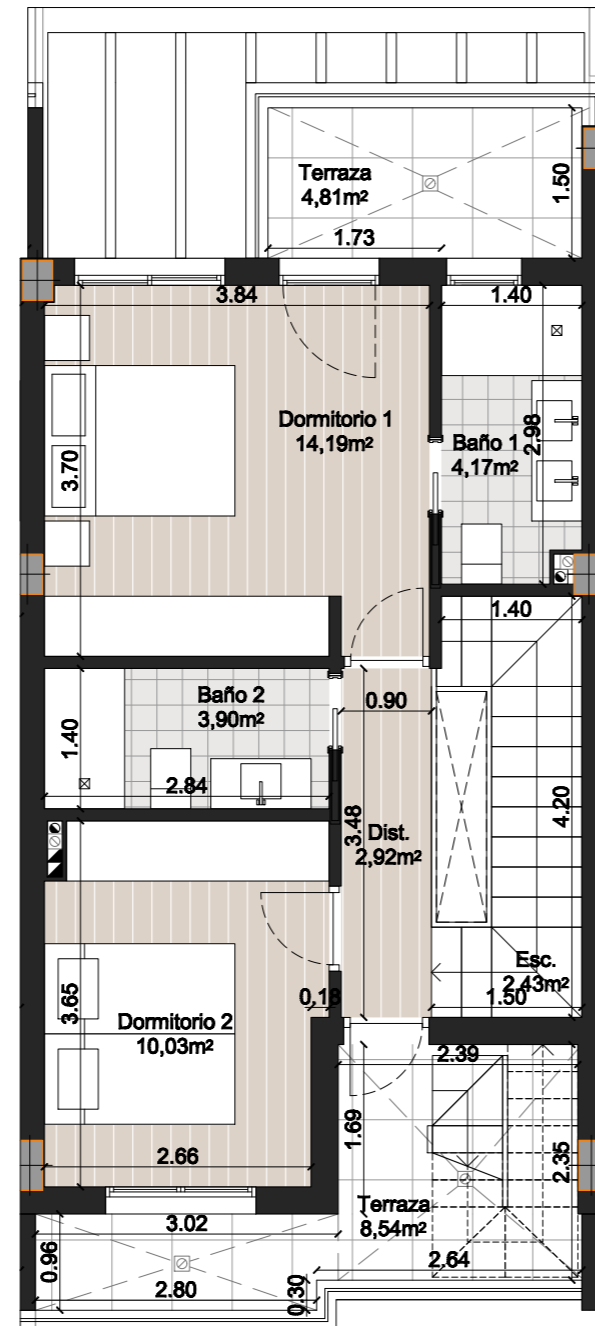 Terraza
4,81m²
1.50
1.73
3.84
1.40
Dormitorio 1
14,19m²
Baño 1
4,17m²
2.98
3.70
1.40
Baño 2
3,90m²
0.90
1.40
2.84
4.20
3.48
Dist.
2,92m²
Esc.
2.43m²
3.65
0,18
1.50
Dormitorio 2
10,03m²
2.39
1.69
2.35
2.66
Terraza
8,54m²
3.02
0.96
2.64
2.80
0.30